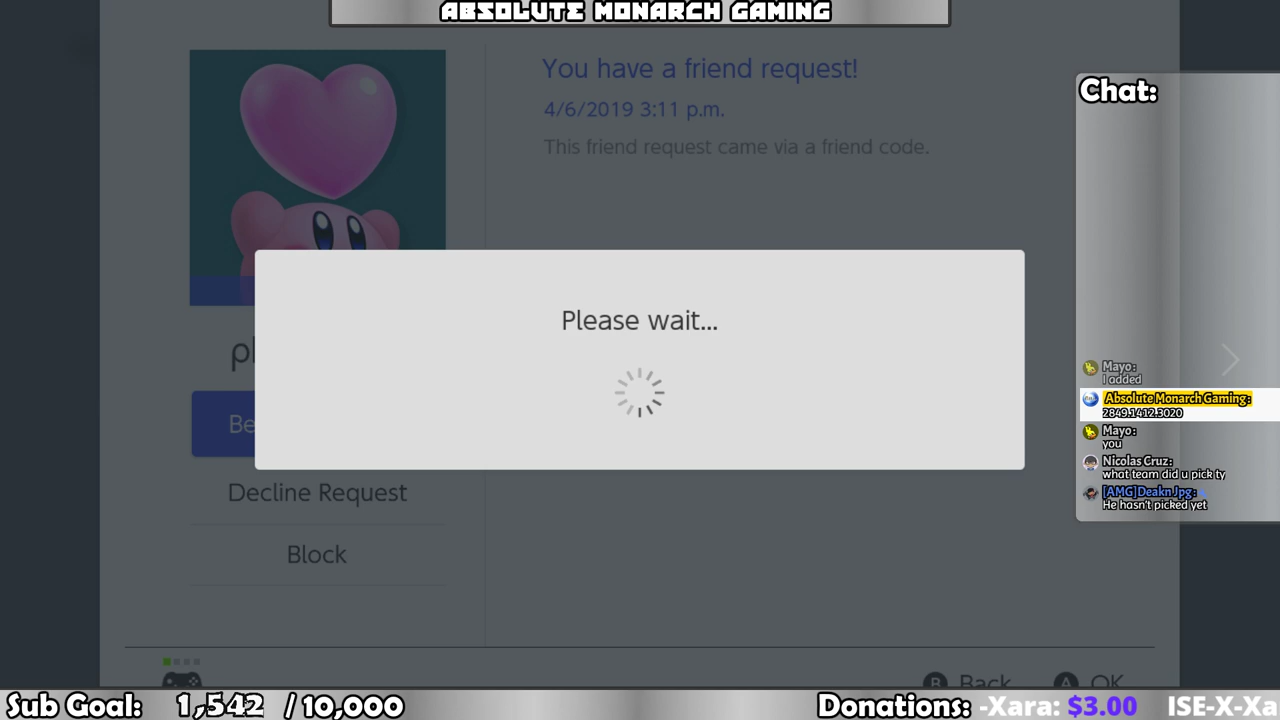 ABSOLUTE MONARCH GAMING
You have a friend request!
4/6/2019 3:11 p.m.
This friend request came via a friend code.
Chat:
Please wait...
Be
Decline Request
Block
Mayo:
I added
Absolute Monarch Gaming:
2849.1412.3020
Mayo:
you
Nicolas Cruz:
what team did u pick ty
[AMG]Deakn Jpg:
He hasn't picked yet
B Back
A OK
Sub Goal: 1,542 / 10,000
Donations: -Xara: $3.00 ISE-X-Xa